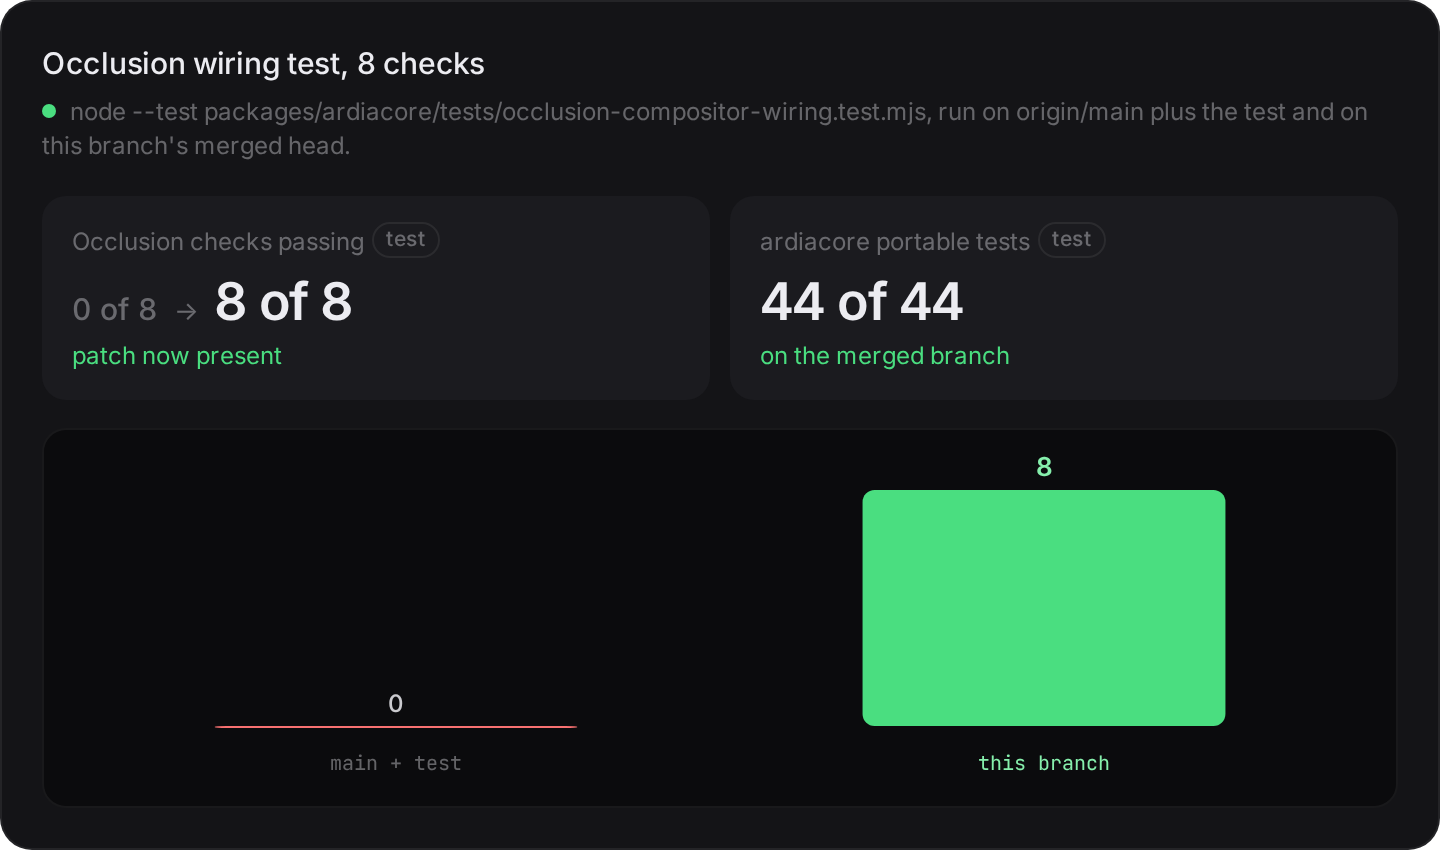 Occlusion wiring test, 8 checks
node --test packages/ardiacore/tests/occlusion-compositor-wiring.test.mjs, run on origin/main plus the test and on
this branch's merged head.
Occlusion checks passing test
0 of 8 → 8 of 8
patch now present
ardiacore portable tests test
44 of 44
on the merged branch
0
main + test
8
this branch